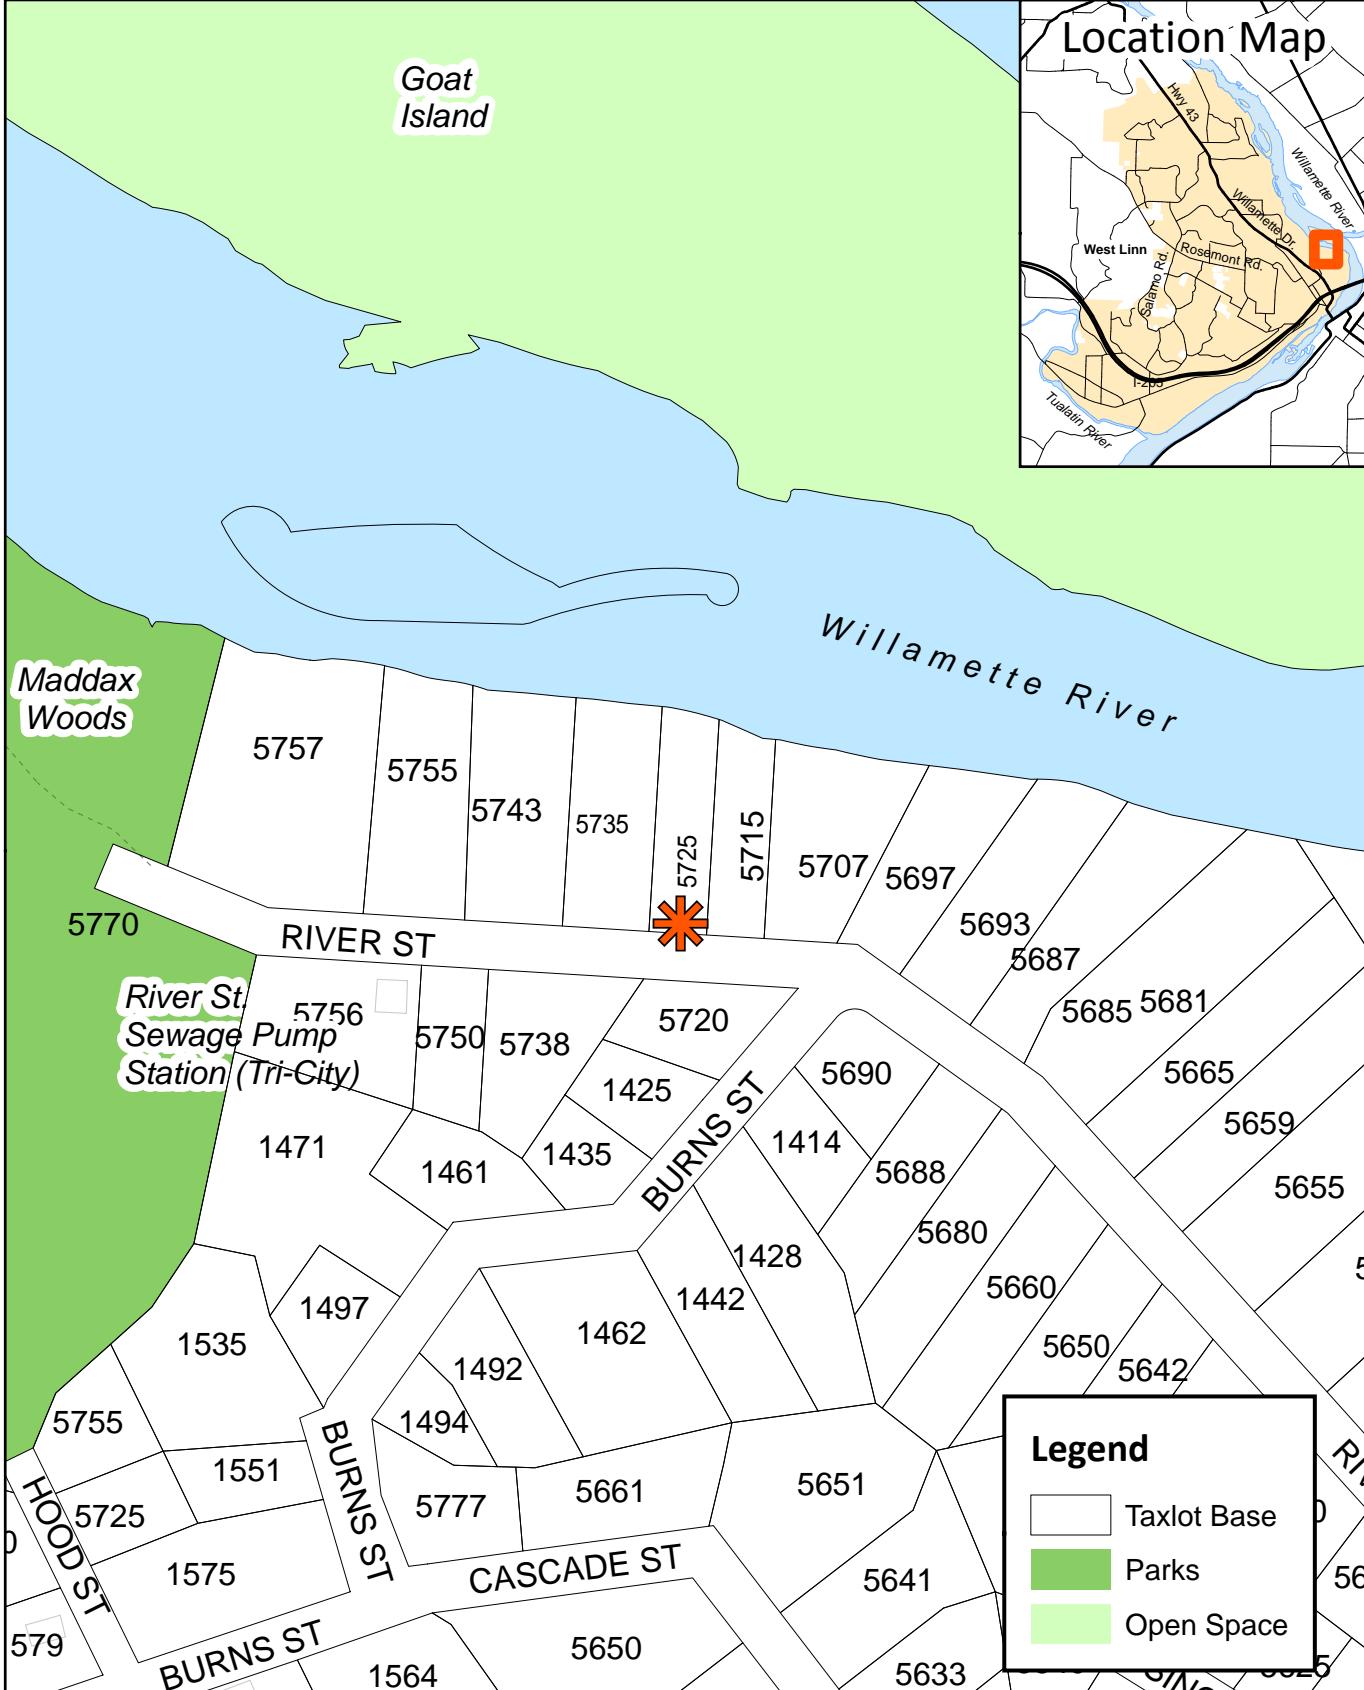 Goat
Island
Location Map
Hwy 43
Willamette River
Willamette Dr.
West Linn
Rosemont Rd.
Salamo Rd.
I-205
Tualatin River
Willamette River
Maddax
Woods
5757
5755
5743
5735
5725
5715
5707
5697
5693
5687
5685
5681
5665
5659
5655
5770
RIVER ST
River St.
Sewage Pump
Station (Tri-City)
5756
5750
5738
5720
1425
1435
BURNS ST
5690
1414
5688
5680
5660
5650
5642
1471
1461
1428
1442
1462
1497
1492
1494
1535
5755
1551
5725
1575
HOOD ST
BURNS ST
5777
5661
5651
CASCADE ST
5641
5633
5650
1564
BURNS ST
579
Legend
Taxlot Base
Parks
Open Space